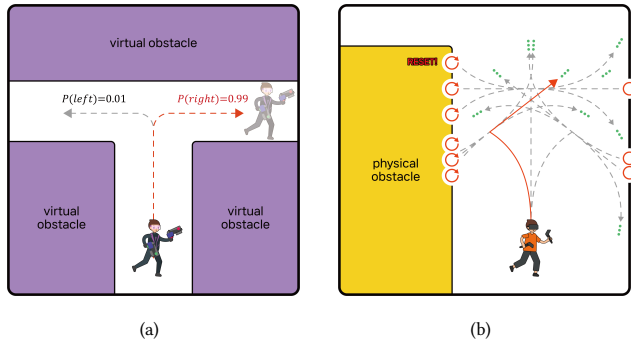 virtual obstacle
P(left)=0.01
P(right)=0.99
virtual
obstacle
virtual
obstacle
(a)
RESET!
physical
obstacle
(b)